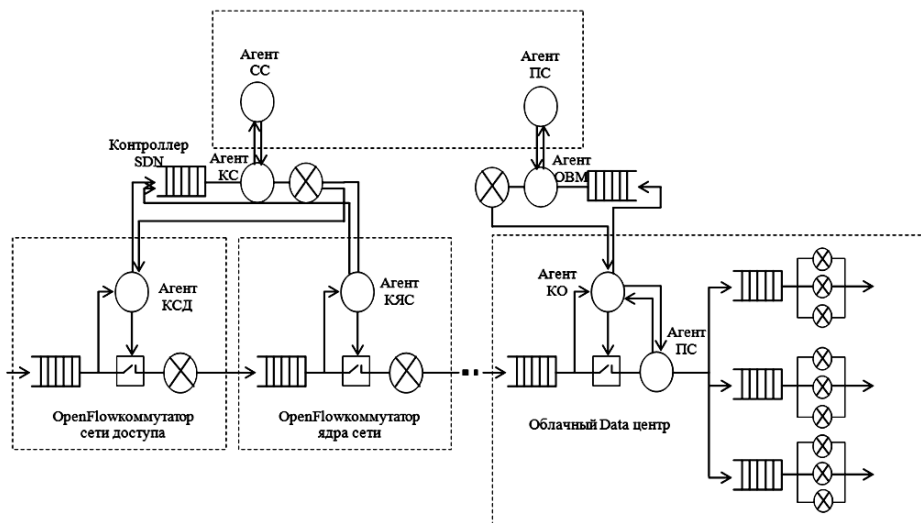 Агент
СС
Агент
ПС
Контроллер
SDN
Агент
КС
Агент
ОВМ
Агент
КСД
Агент
КЯС
Агент
КО
Агент
ПС
OpenFlowкоммутатор
сети доступа
OpenFlowкоммутатор
ядра сети
Облачный Data центр